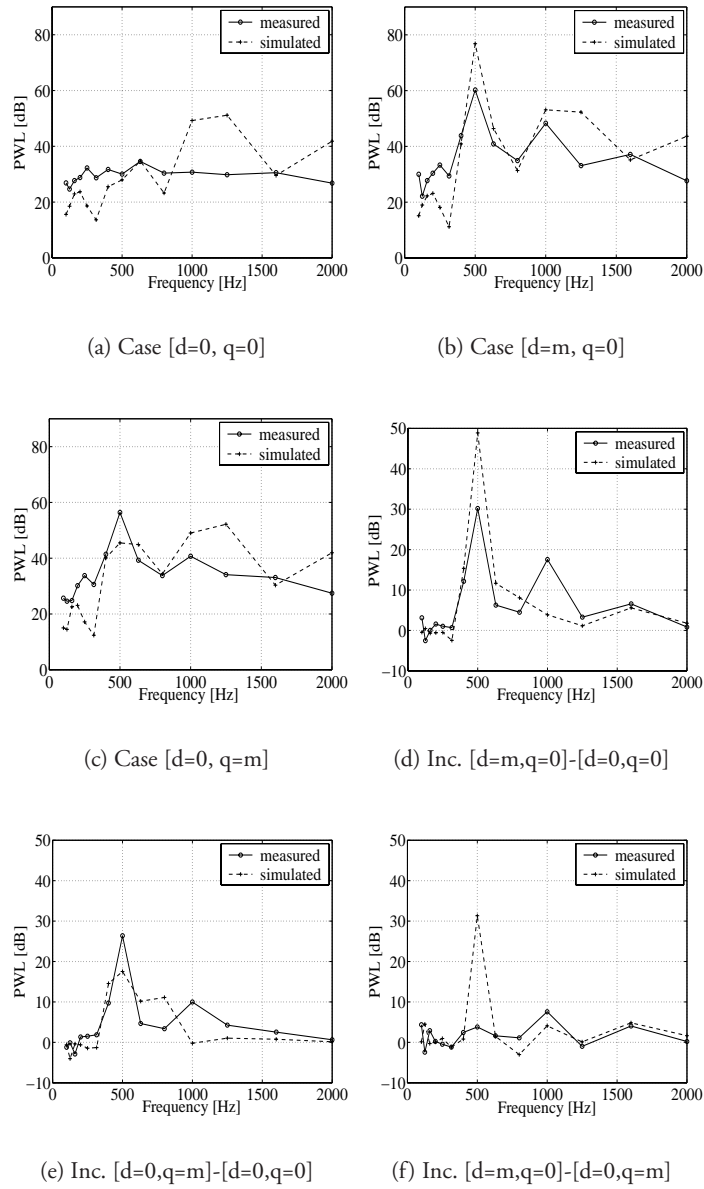 80
60
40
20
0
PWL [dB]
0 500 1000 1500 2000
Frequency [Hz]
measured
simulated
(a) Case [d=0, q=0]
80
60
40
20
0
PWL [dB]
0 500 1000 1500 2000
Frequency [Hz]
measured
simulated
(b) Case [d=m, q=0]
80
60
40
20
0
PWL [dB]
0 500 1000 1500 2000
Frequency [Hz]
measured
simulated
(c) Case [d=0, q=m]
50
40
30
20
10
0
−10
PWL [dB]
0 500 1000 1500 2000
Frequency [Hz]
measured
simulated
(d) Inc. [d=m,q=0]-[d=0,q=0]
50
40
30
20
10
0
−10
PWL [dB]
0 500 1000 1500 2000
Frequency [Hz]
measured
simulated
(e) Inc. [d=0,q=m]-[d=0,q=0]
50
40
30
20
10
0
−10
PWL [dB]
0 500 1000 1500 2000
Frequency [Hz]
measured
simulated
(f) Inc. [d=m,q=0]-[d=0,q=m]